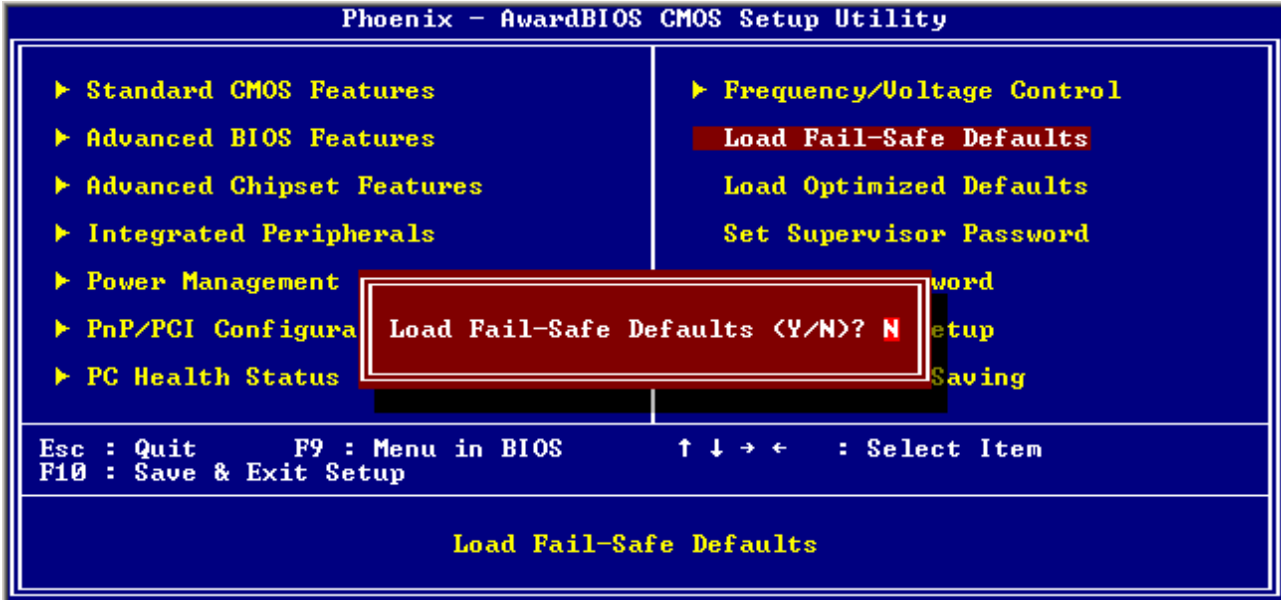 Phoenix - AwardBIOS CMOS Setup Utility
▶ Standard CMOS Features
▶ Advanced BIOS Features
▶ Advanced Chipset Features
▶ Integrated Peripherals
▶ Power Management
▶ PnP/PCI Configura
▶ PC Health Status
▶ Frequency/Voltage Control
Load Fail-Safe Defaults
Load Optimized Defaults
Set Supervisor Password
word
etup
Saving
Load Fail-Safe Defaults (Y/N)? N
Esc : Quit F9 : Menu in BIOS ↑ ↓ → ← : Select Item
F10 : Save & Exit Setup
Load Fail-Safe Defaults